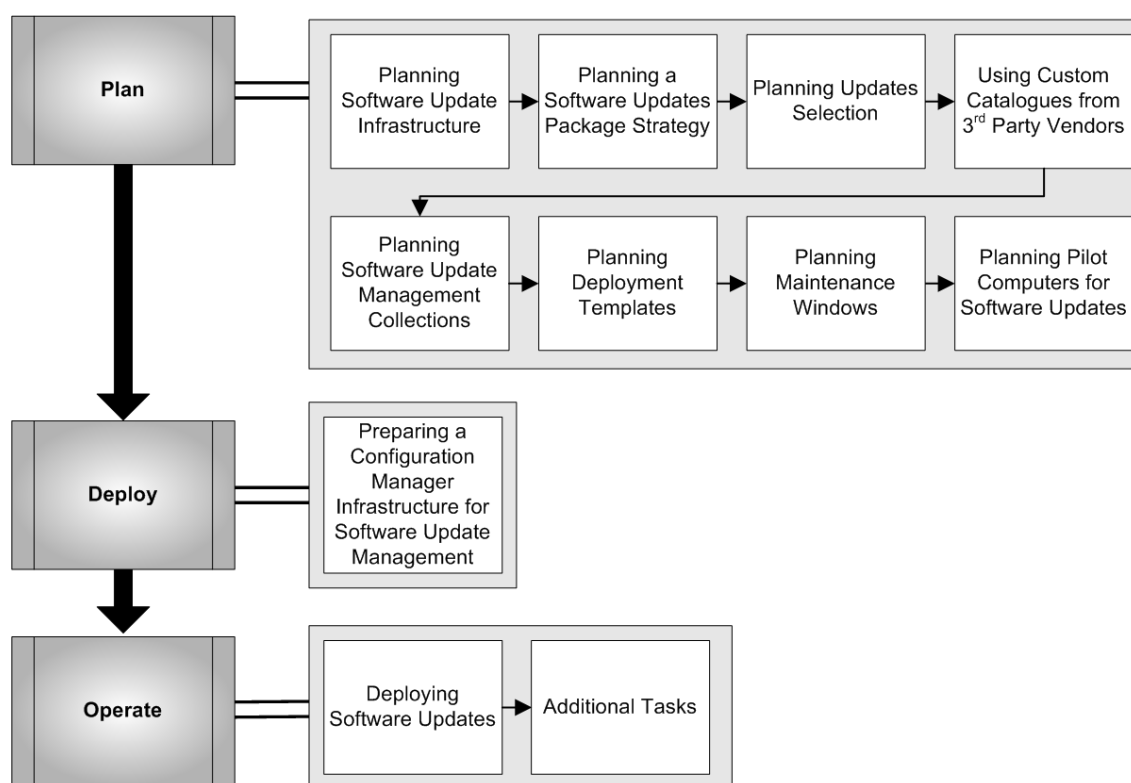 Plan
Planning
Software Update
Infrastructure
Planning a
Software Updates
Package Strategy
Planning Updates
Selection
Using Custom
Catalogues from
3rd Party Vendors
Planning
Software Update
Management
Collections
Planning
Deployment
Templates
Planning
Maintenance
Windows
Planning Pilot
Computers for
Software Updates
Deploy
Preparing a
Configuration
Manager
Infrastructure for
Software Update
Management
Operate
Deploying
Software Updates
Additional Tasks